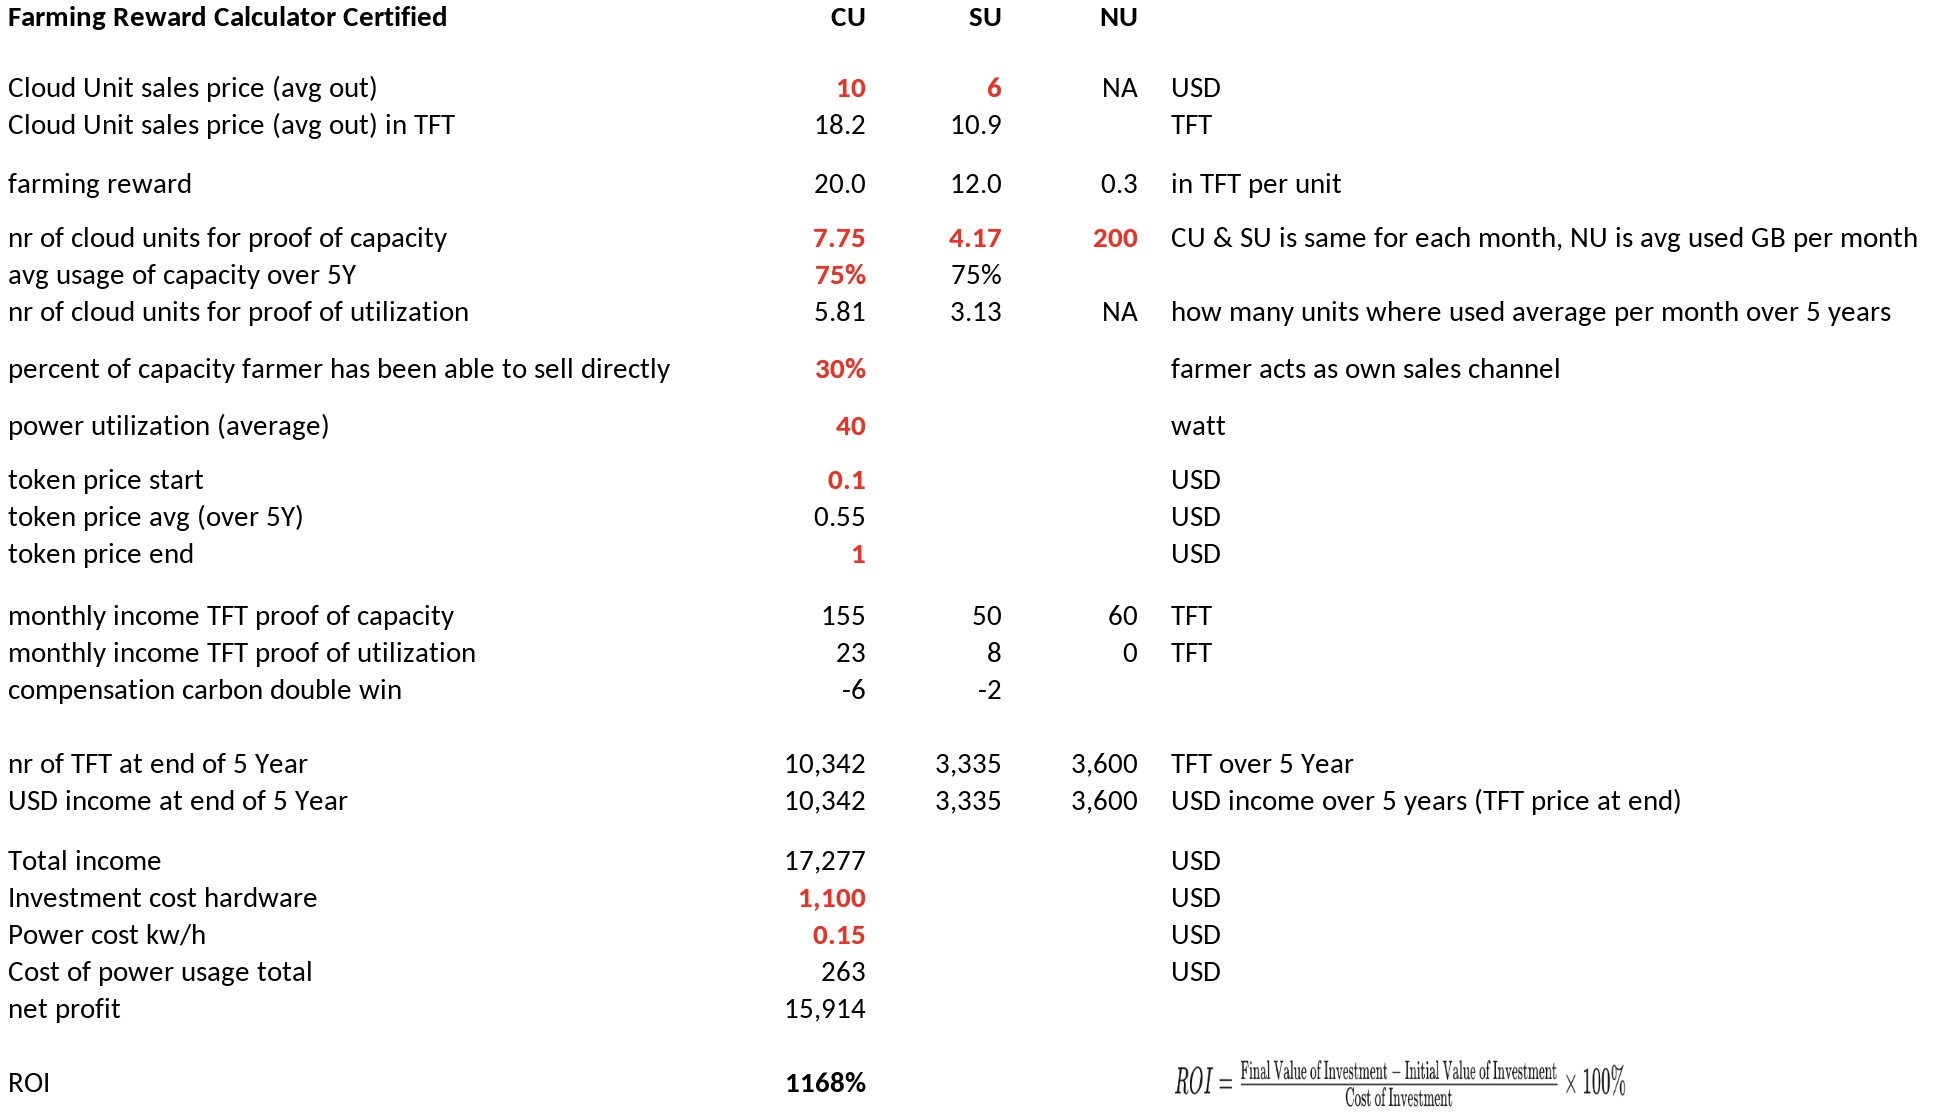 Farming Reward Calculator Certified CU SU NU
Cloud Unit sales price (avg out) 10 6 NA USD
Cloud Unit sales price (avg out) in TFT 18.2 10.9 TFT
farming reward 20.0 12.0 0.3 in TFT per unit
nr of cloud units for proof of capacity 7.75 4.17 200 CU & SU is same for each month, NU is avg used GB per month
avg usage of capacity over 5Y 75% 75%
nr of cloud units for proof of utilization 5.81 3.13 NA how many units where used average per month over 5 years
percent of capacity farmer has been able to sell directly 30% farmer acts as own sales channel
power utilization (average) 40 watt
token price start 0.1 USD
token price avg (over 5Y) 0.55 USD
token price end 1 USD
monthly income TFT proof of capacity 155 50 60 TFT
monthly income TFT proof of utilization 23 8 0 TFT
compensation carbon double win -6 -2
nr of TFT at end of 5 Year 10,342 3,335 3,600 TFT over 5 Year
USD income at end of 5 Year 10,342 3,335 3,600 USD income over 5 years (TFT price at end)
Total income 17,277 USD
Investment cost hardware 1,100 USD
Power cost kw/h 0.15 USD
Cost of power usage total 263 USD
net profit 15,914
ROI 1168% ROI = Final Value of Investment − Initial Value of Investment / Cost of Investment × 100%